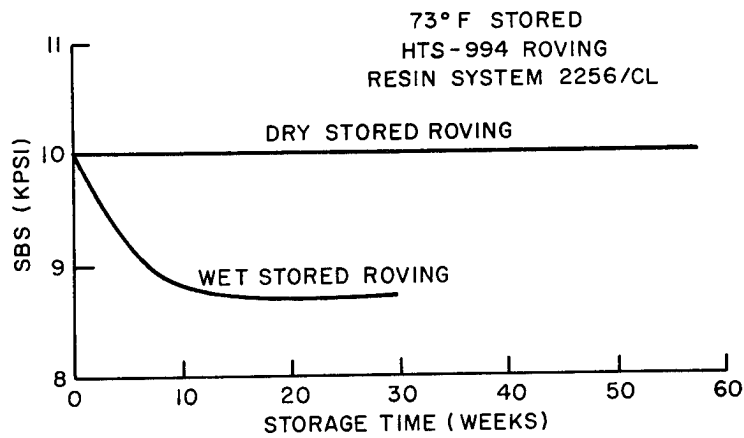 73° F STORED
HTS-994 ROVING
RESIN SYSTEM 2256/CL
11
DRY STORED ROVING
10
SBS (KPSI)
WET STORED ROVING
9
8
0 10 20 30 40 50 60
STORAGE TIME (WEEKS)